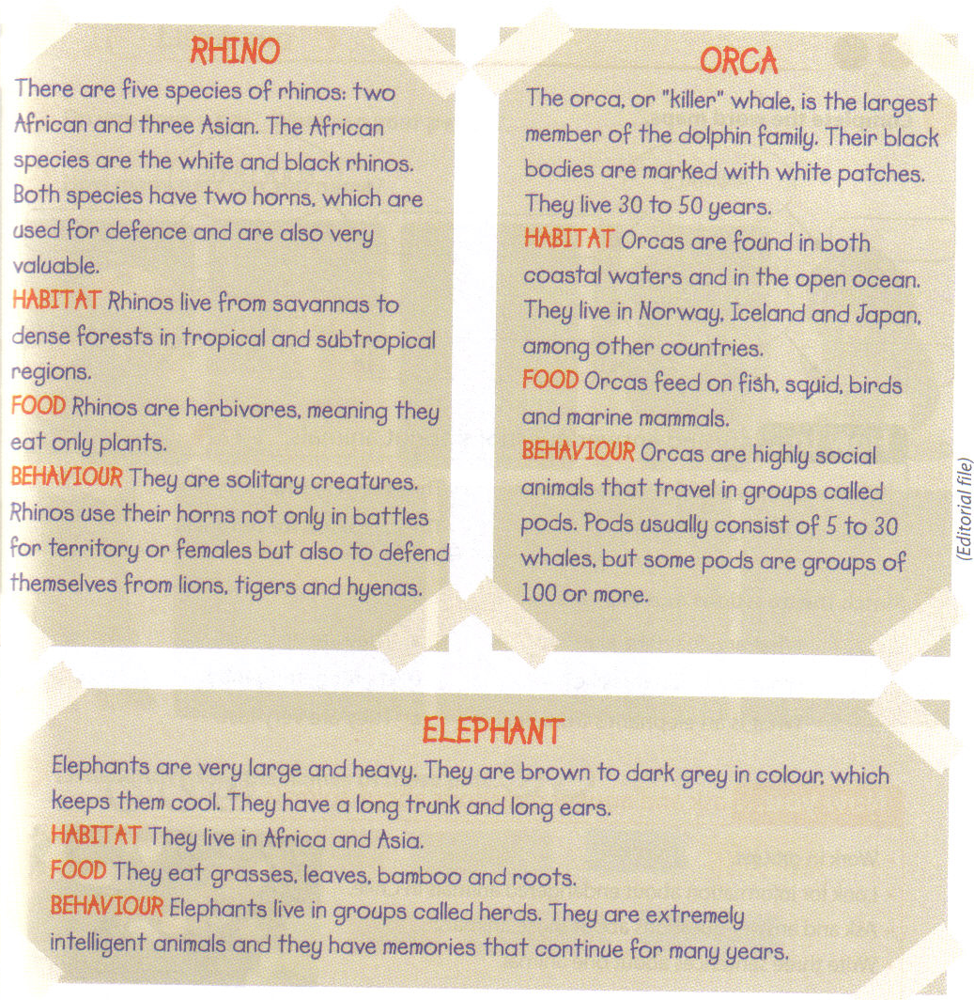 RHINO
There are five species of rhinos: two
African and three Asian. The African
species are the white and black rhinos.
Both species have two horns, which are
used for defence and are also very
valuable.
HABITAT Rhinos live from savannas to
dense forests in tropical and subtropical
regions.
FOOD Rhinos are herbivores, meaning they
eat only plants.
BEHAVIOUR They are solitary creatures.
Rhinos use their horns not only in battles
for territory or females but also to defend
themselves from lions, tigers and hyenas.
ORCA
The orca, or "killer" whale, is the largest
member of the dolphin family. Their black
bodies are marked with white patches.
They live 30 to 50 years.
HABITAT Orcas are found in both
coastal waters and in the open ocean.
They live in Norway, Iceland and Japan,
among other countries.
FOOD Orcas feed on fish, squid, birds
and marine mammals.
BEHAVIOUR Orcas are highly social
animals that travel in groups called
pods. Pods usually consist of 5 to 30
whales, but some pods are groups of
100 or more.
(Editorial file)
ELEPHANT
Elephants are very large and heavy. They are brown to dark grey in colour, which
keeps them cool. They have a long trunk and long ears.
HABITAT They live in Africa and Asia.
FOOD They eat grasses, leaves, bamboo and roots.
BEHAVIOUR Elephants live in groups called herds. They are extremely
intelligent animals and they have memories that continue for many years.